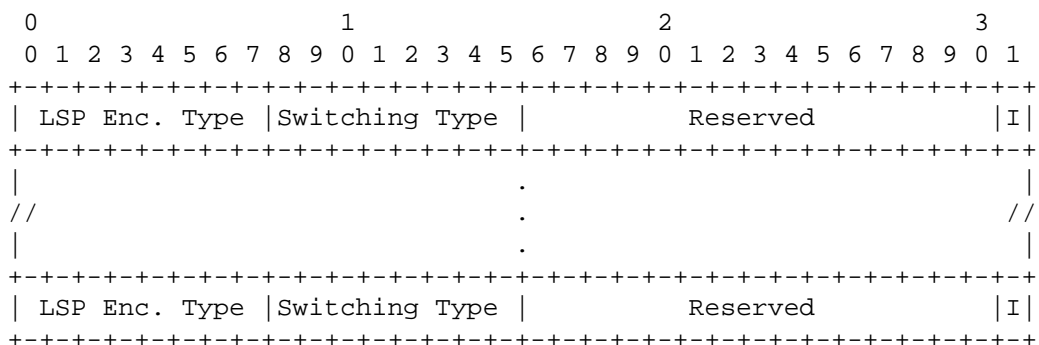 0                   1                   2                   3
 0 1 2 3 4 5 6 7 8 9 0 1 2 3 4 5 6 7 8 9 0 1 2 3 4 5 6 7 8 9 0 1
+-+-+-+-+-+-+-+-+-+-+-+-+-+-+-+-+-+-+-+-+-+-+-+-+-+-+-+-+-+-+-+-+
| LSP Enc. Type |Switching Type |          Reserved           |I|
+-+-+-+-+-+-+-+-+-+-+-+-+-+-+-+-+-+-+-+-+-+-+-+-+-+-+-+-+-+-+-+-+
|                               .                               |
//                              .                              //
|                               .                               |
+-+-+-+-+-+-+-+-+-+-+-+-+-+-+-+-+-+-+-+-+-+-+-+-+-+-+-+-+-+-+-+-+
| LSP Enc. Type |Switching Type |          Reserved           |I|
+-+-+-+-+-+-+-+-+-+-+-+-+-+-+-+-+-+-+-+-+-+-+-+-+-+-+-+-+-+-+-+-+